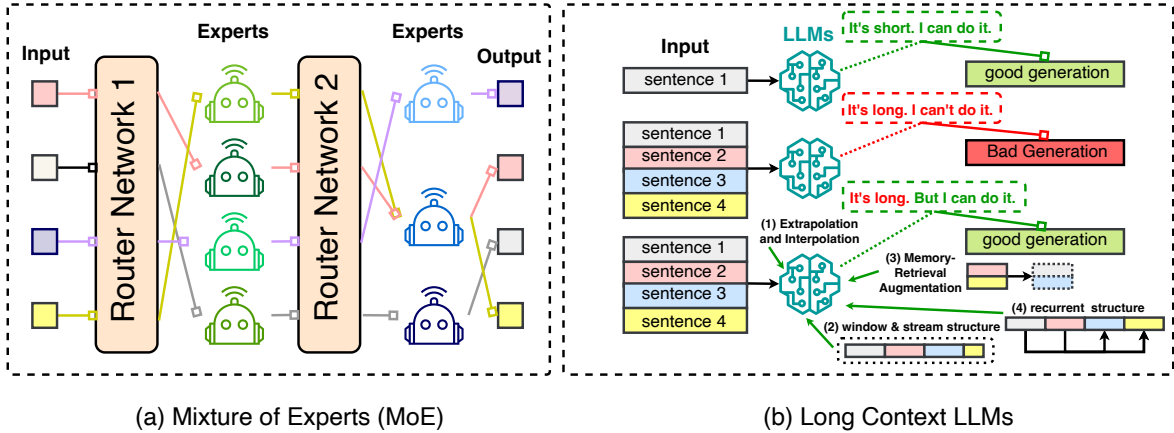 Experts
Experts
Input
Output
Router Network 1
Router Network 2
(a) Mixture of Experts (MoE)
Input
LLMs
It's short. I can do it.
sentence 1
good generation
It's long. I can't do it.
sentence 1
sentence 2
sentence 3
sentence 4
Bad Generation
It's long. But I can do it.
(1) Extrapolation
and Interpolation
good generation
sentence 1
sentence 2
sentence 3
sentence 4
(3) Memory-
Retrieval
Augmentation
(4) recurrent structure
(2) window & stream structure
(b) Long Context LLMs